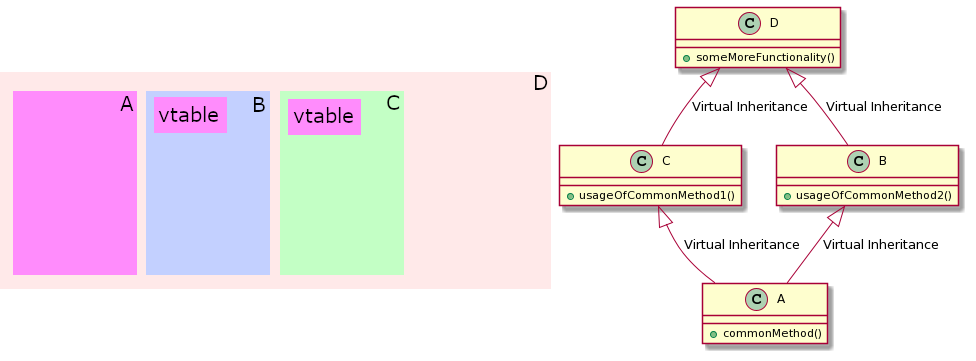 A
B
C
D
vtable
vtable
C D
someMoreFunctionality()
Virtual Inheritance
Virtual Inheritance
C C
usageOfCommonMethod1()
C B
usageOfCommonMethod2()
Virtual Inheritance
Virtual Inheritance
C A
commonMethod()